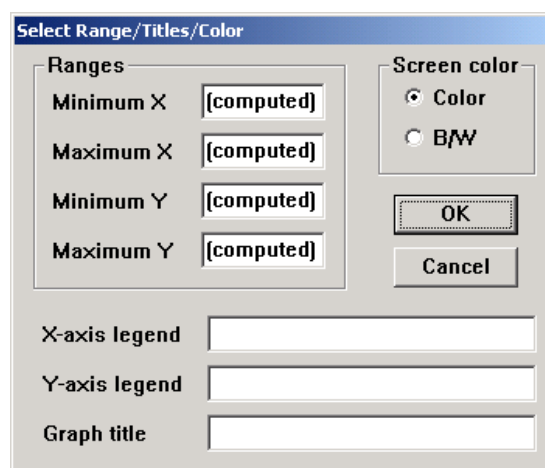 Select Range/Titles/Color
Ranges
Minimum X (computed)
Maximum X (computed)
Minimum Y (computed)
Maximum Y (computed)
Screen color
Color
B/W
OK
Cancel
X-axis legend
Y-axis legend
Graph title